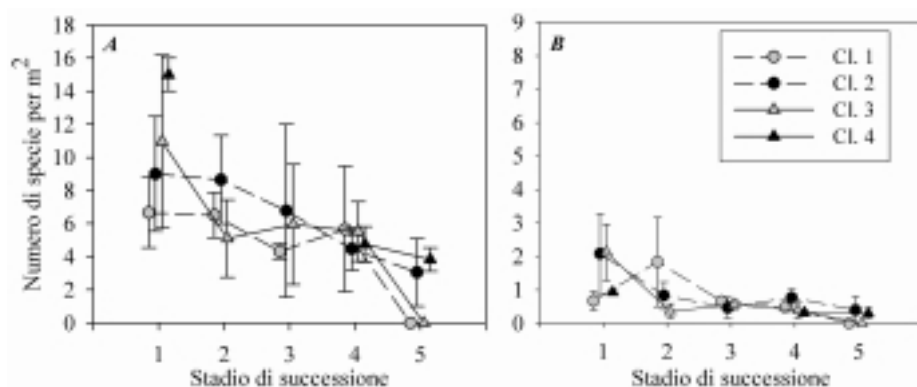 A
Numero di specie per m²
18
16
14
12
10
8
6
4
2
0
1 2 3 4 5
Stadio di successione
B
9
8
7
6
5
4
3
2
1
0
1 2 3 4 5
Stadio di successione
Cl. 1
Cl. 2
Cl. 3
Cl. 4